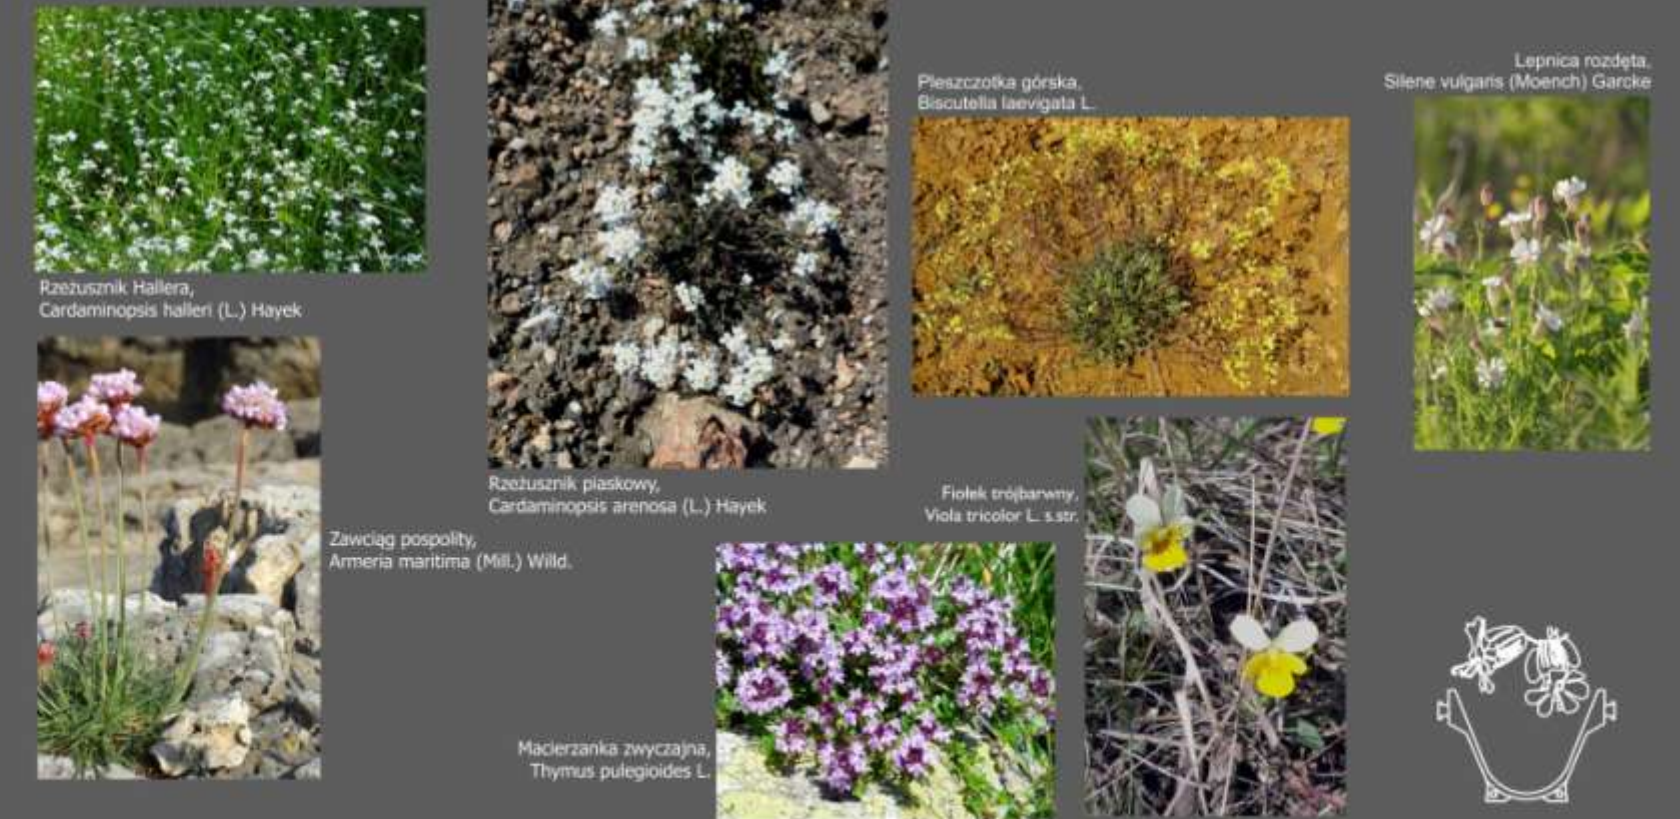 Rzeżusznik Hallera,
Cardaminopsis halleri (L.) Hayek
Rzeżusznik piaskowy,
Cardaminopsis arenosa (L.) Hayek
Pleszczotka górska,
Biscutella laevigata L.
Lepnica rozdęta,
Silene vulgaris (Moench) Garcke
Zawciąg pospolity,
Armeria maritima (Mill.) Willd.
Fiołek trójbarwny,
Viola tricolor L. s.str.
Macierzanka zwyczajna,
Thymus pulegioides L.